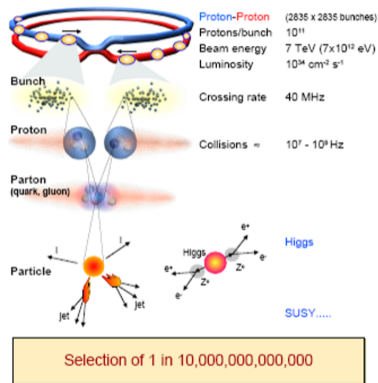 Proton-Proton (2835 x 2835 bunches)
Protons/bunch 10¹¹
Beam energy 7 TeV (7x10¹² eV)
Luminosity 10³⁴ cm⁻² s⁻¹
Bunch
Crossing rate 40 MHz
Proton
Collisions ≈ 10⁷ - 10⁹ Hz
Parton
(quark, gluon)
Particle
l
l
jet
jet
Higgs
e⁺
e⁻
e⁺
e⁻
Z⁰
Z⁰
Higgs
SUSY.....
Selection of 1 in 10,000,000,000,000